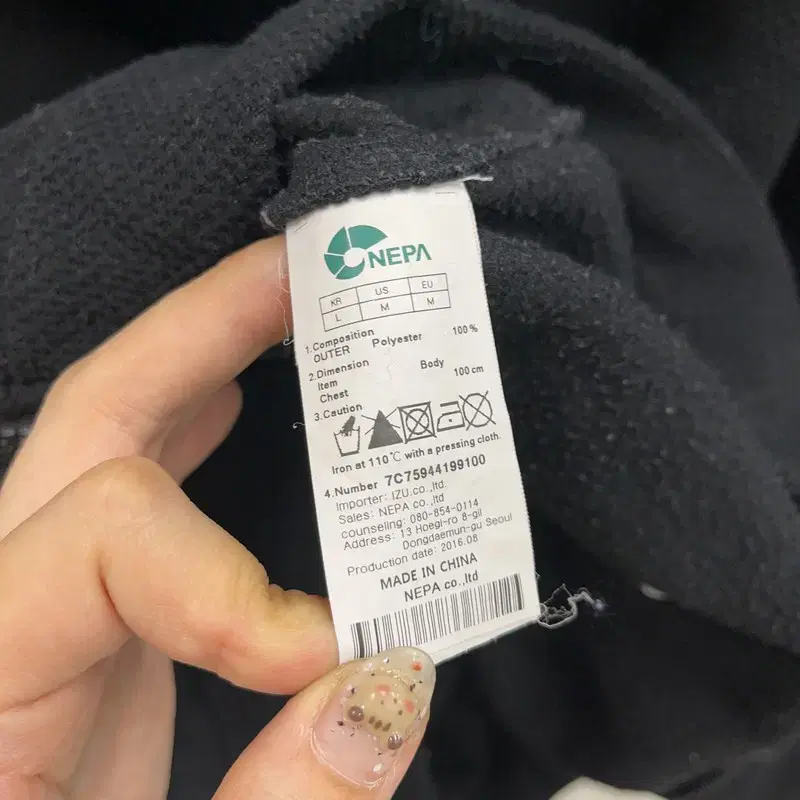 NEPA
KR US EU
L M M
1.Composition
OUTER Polyester 100%
2.Dimension
Item Body
Chest 100cm
3.Caution
Iron at 110℃ with a pressing cloth.
4.Number 7C75944199100
Importer: IZU.co.,ltd.
Sales: NEPA co.,ltd
counseling: 080-854-0114
Address: 13 Hoegi-ro 8-gil
Dongdaemun-gu Seoul
Production date: 2016.08
MADE IN CHINA
NEPA co.,ltd